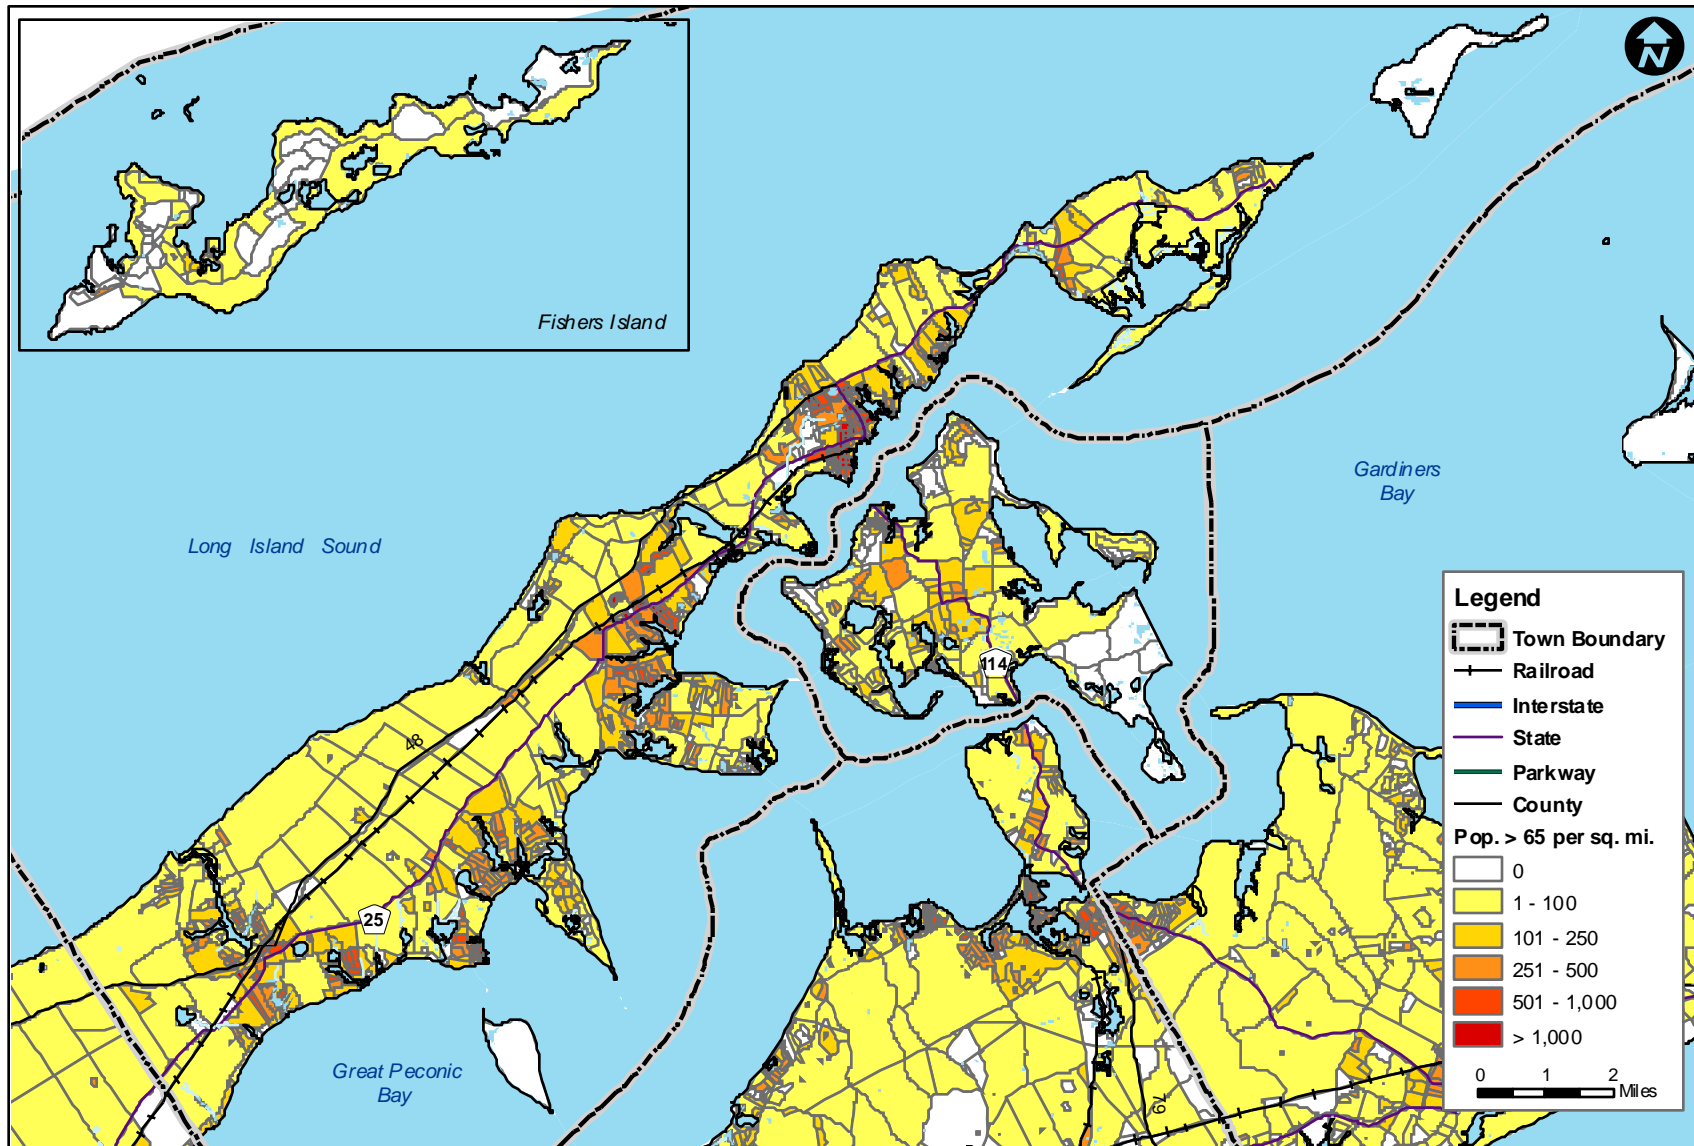 N
Fishers Island
Long Island Sound
Gardiners
Bay
114
48
25
Great Peconic
Bay
79
Legend
Town Boundary
Railroad
Interstate
State
Parkway
County
Pop. > 65 per sq. mi.
0
1 - 100
101 - 250
251 - 500
501 - 1,000
> 1,000
0 1 2
Miles